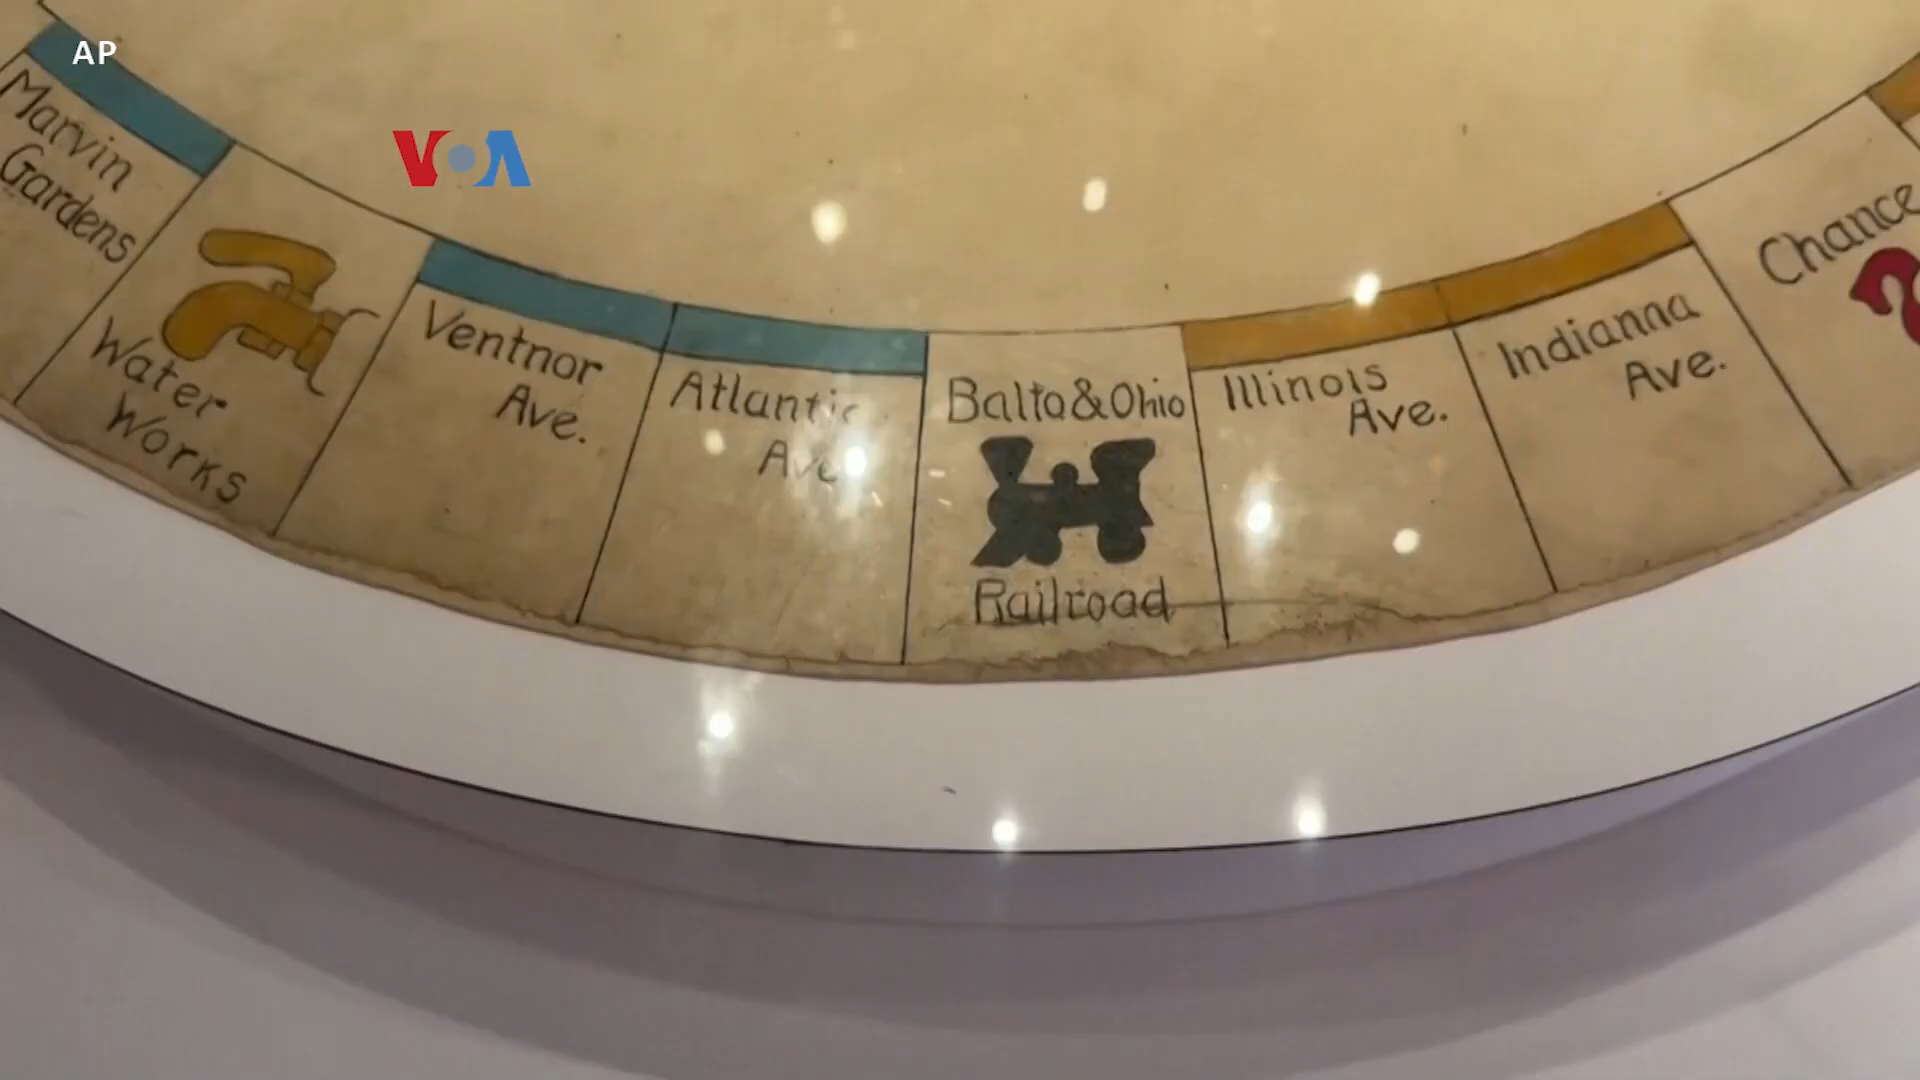 AP
VOA
Marvin
Gardens
Water
Works
Ventnor
Ave.
Atlantic
Ave
Balto&Ohio
Railroad
Illinois
Ave.
Indianna
Ave.
Chance